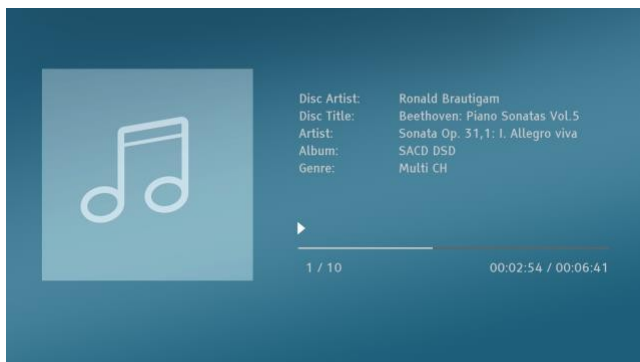 Disc Artist: Ronald Brautigam
Disc Title: Beethoven: Piano Sonatas Vol.5
Artist: Sonata Op. 31,1: I. Allegro viva
Album: SACD DSD
Genre: Multi CH
1 / 10 00:02:54 / 00:06:41